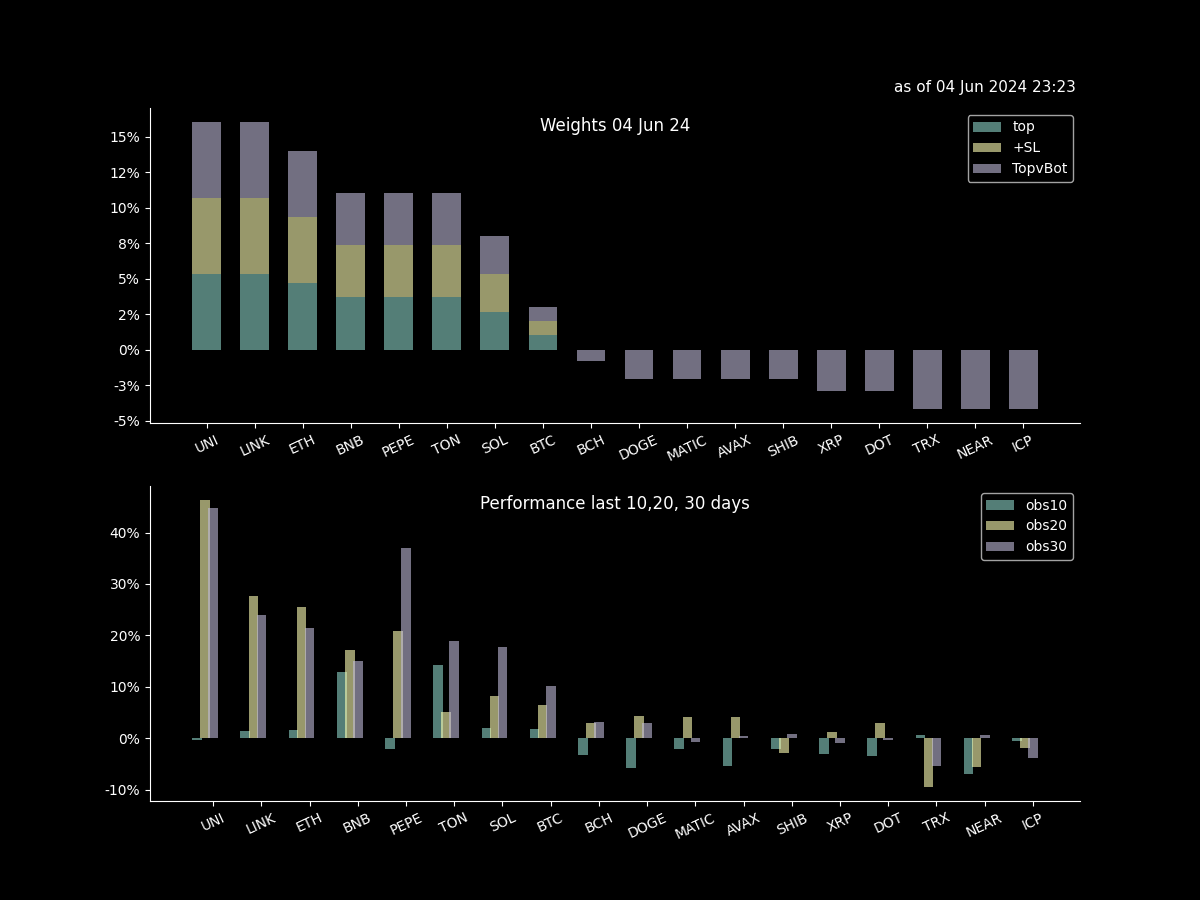 as of 04 Jun 2024 23:23
Weights 04 Jun 24
top
+SL
TopvBot
15%
12%
10%
8%
5%
2%
0%
-3%
-5%
UNI LINK ETH BNB PEPE TON SOL BTC BCH DOGE MATIC AVAX SHIB XRP DOT TRX NEAR ICP
Performance last 10,20, 30 days
obs10
obs20
obs30
40%
30%
20%
10%
0%
-10%
UNI LINK ETH BNB PEPE TON SOL BTC BCH DOGE MATIC AVAX SHIB XRP DOT TRX NEAR ICP